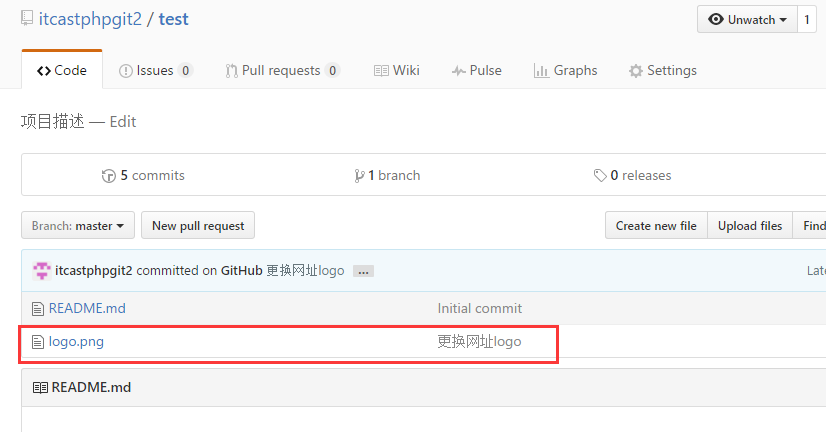 itcastphpgit2 / test
Unwatch 1
Code Issues 0 Pull requests 0 Wiki Pulse Graphs Settings
项目描述 — Edit
5 commits 1 branch 0 releases
Branch: master New pull request Create new file Upload files Find
itcastphpgit2 committed on GitHub 更换网址logo ... Late
README.md Initial commit
logo.png 更换网址logo
README.md